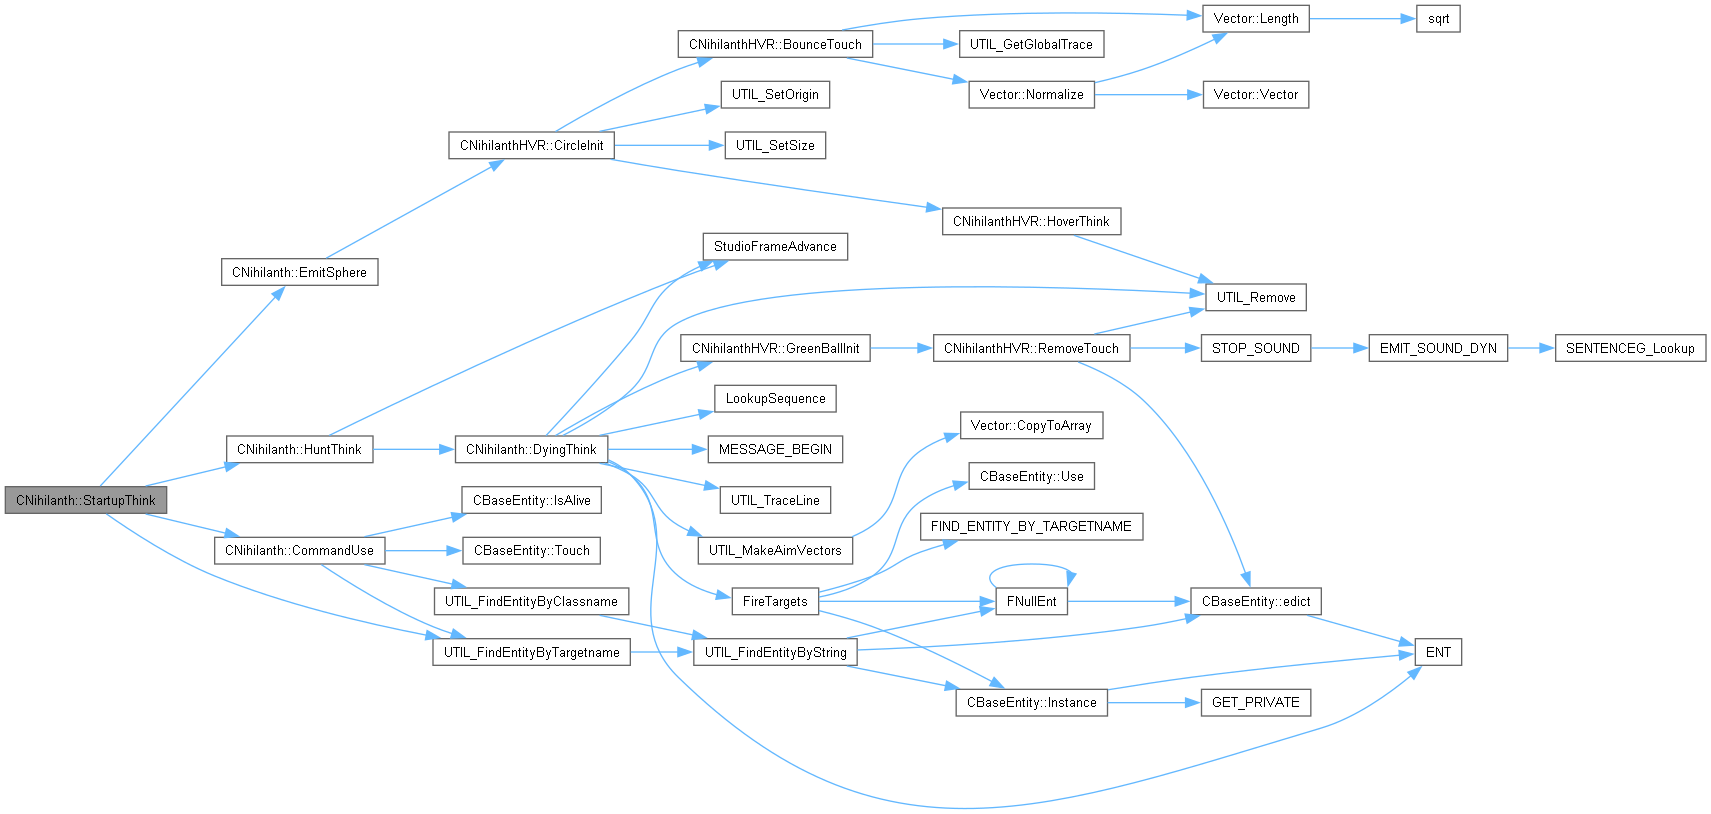 Vector::Length
sqrt
CNihilanthHVR::BounceTouch
UTIL_GetGlobalTrace
UTIL_SetOrigin
Vector::Normalize
Vector::Vector
CNihilanthHVR::CircleInit
UTIL_SetSize
CNihilanthHVR::HoverThink
StudioFrameAdvance
CNihilanth::EmitSphere
UTIL_Remove
CNihilanthHVR::GreenBallInit
CNihilanthHVR::RemoveTouch
STOP_SOUND
EMIT_SOUND_DYN
SENTENCEG_Lookup
LookupSequence
Vector::CopyToArray
CNihilanth::HuntThink
CNihilanth::DyingThink
MESSAGE_BEGIN
CBaseEntity::Use
CNihilanth::StartupThink
CBaseEntity::IsAlive
UTIL_TraceLine
FIND_ENTITY_BY_TARGETNAME
CNihilanth::CommandUse
CBaseEntity::Touch
UTIL_MakeAimVectors
UTIL_FindEntityByClassname
FireTargets
FNullEnt
CBaseEntity::edict
UTIL_FindEntityByTargetname
UTIL_FindEntityByString
ENT
CBaseEntity::Instance
GET_PRIVATE